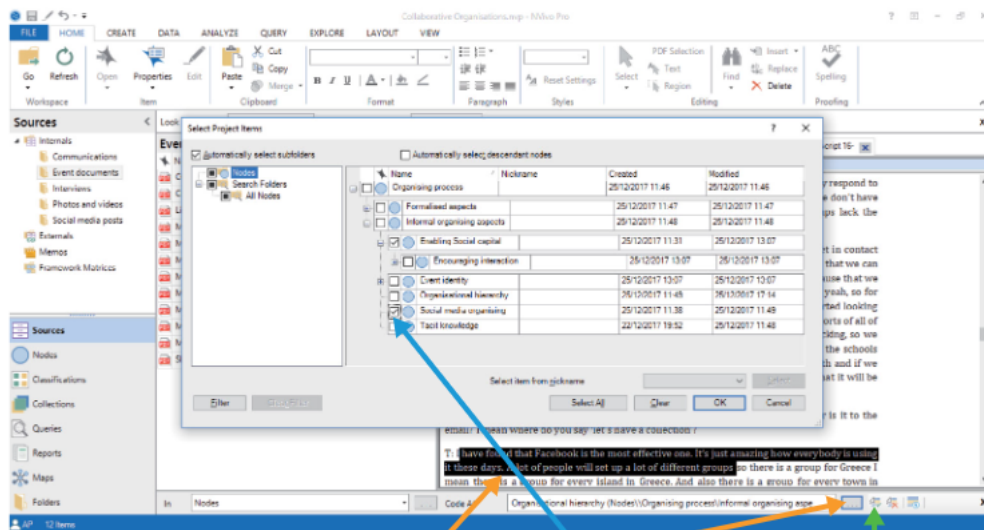 Collaborative Organisations.nvp - NVivo Pro
FILE HOME CREATE DATA ANALYZE QUERY EXPLORE LAYOUT VIEW
Go Refresh Open Properties Edit Paste Cut Copy Merge
B I U A
Reset Settings
Select PDF Selection Text Region Find Insert Replace Delete
ABC Spelling
Workspace Item Clipboard Format Paragraph Styles Editing Proofing
Sources
Look
Internals
Communications
Event documents
Interviews
Photos and videos
Social media posts
Externals
Memos
Framework Matrices
Sources
Nodes
Classifications
Collections
Queries
Reports
Maps
Folders
Select Project Items
Automatically select subfolders
Automatically select descendant nodes
Nodes
Search Folders
All Nodes
Name Nickname Created Modified
Organising process 25/12/2017 11:46 25/12/2017 11:46
Formalised aspects 25/12/2017 11:47 25/12/2017 11:47
Informal organising aspects 25/12/2017 11:48 25/12/2017 11:48
Enabling Social capital 25/12/2017 11:31 25/12/2017 13:07
Encouraging interaction 25/12/2017 13:07 25/12/2017 13:07
Event identity 25/12/2017 13:07 25/12/2017 13:07
Organisational hierarchy 25/12/2017 11:49 25/12/2017 17:14
Social media organising 25/12/2017 11:38 25/12/2017 11:49
Tacit knowledge 22/12/2017 19:52 25/12/2017 11:48
Select item from nickname Select
Filter Select All Clear OK Cancel
respond to
don't have
lack the
in contact
that we can
that we
yeah, so for
looking
of all of
so we
the schools
and if we
it will be
is it to the
email? I mean where do you say 'let's have a collection'?
T: I have found that Facebook is the most effective one. It's just amazing how everybody is using
it these days. A lot of people will set up a lot of different groups so there is a group for Greece I
mean there is a group for every island in Greece. And also there is a group for every town in
In Nodes Code At Organisational hierarchy (Nodes\\Organising process\Informal organising aspe
AP 12 Items